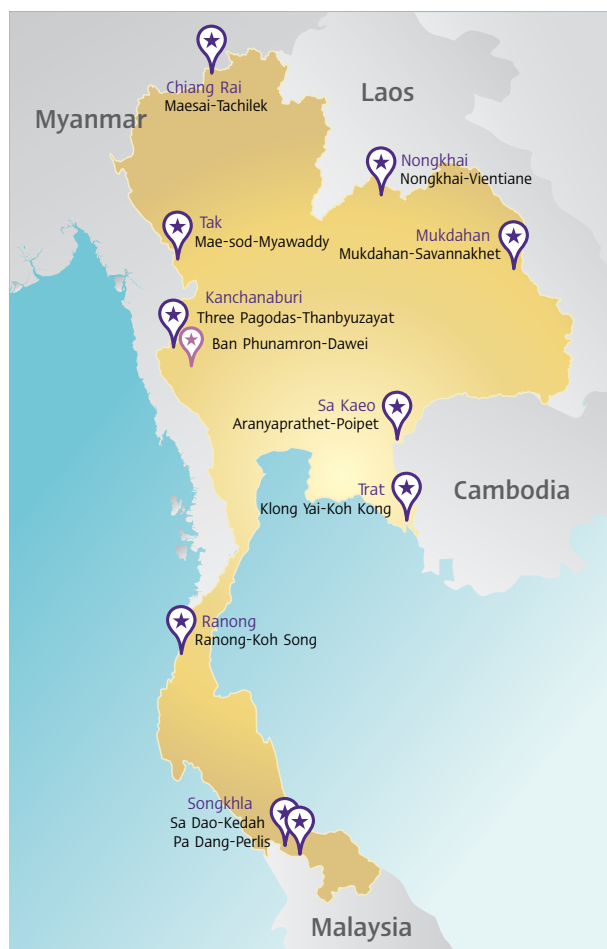 Chiang Rai
Maesai-Tachilek
Laos
Myanmar
Nongkhai
Nongkhai-Vientiane
Tak
Mae-sod-Myawaddy
Mukdahan
Mukdahan-Savannakhet
Kanchanaburi
Three Pagodas-Thanbyuzayat
Ban Phunamron-Dawei
Sa Kaeo
Aranyaprathet-Poipet
Trat
Klong Yai-Koh Kong
Cambodia
Ranong
Ranong-Koh Song
Songkhla
Sa Dao-Kedah
Pa Dang-Perlis
Malaysia